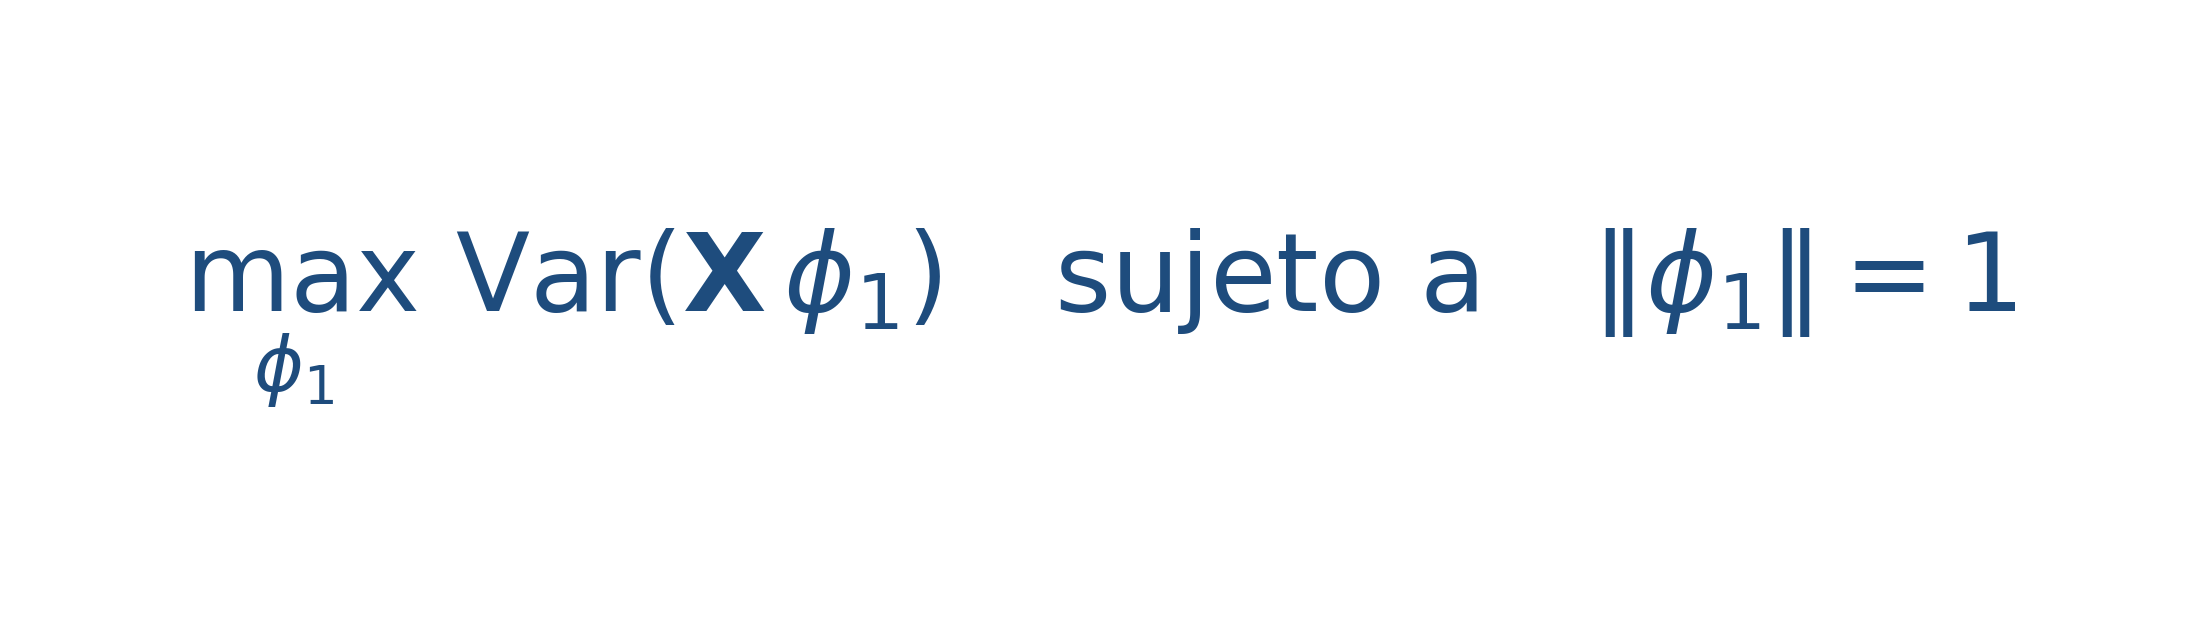 max Var(𝐗 ϕ₁) sujeto a ‖ϕ₁‖ = 1
ϕ₁